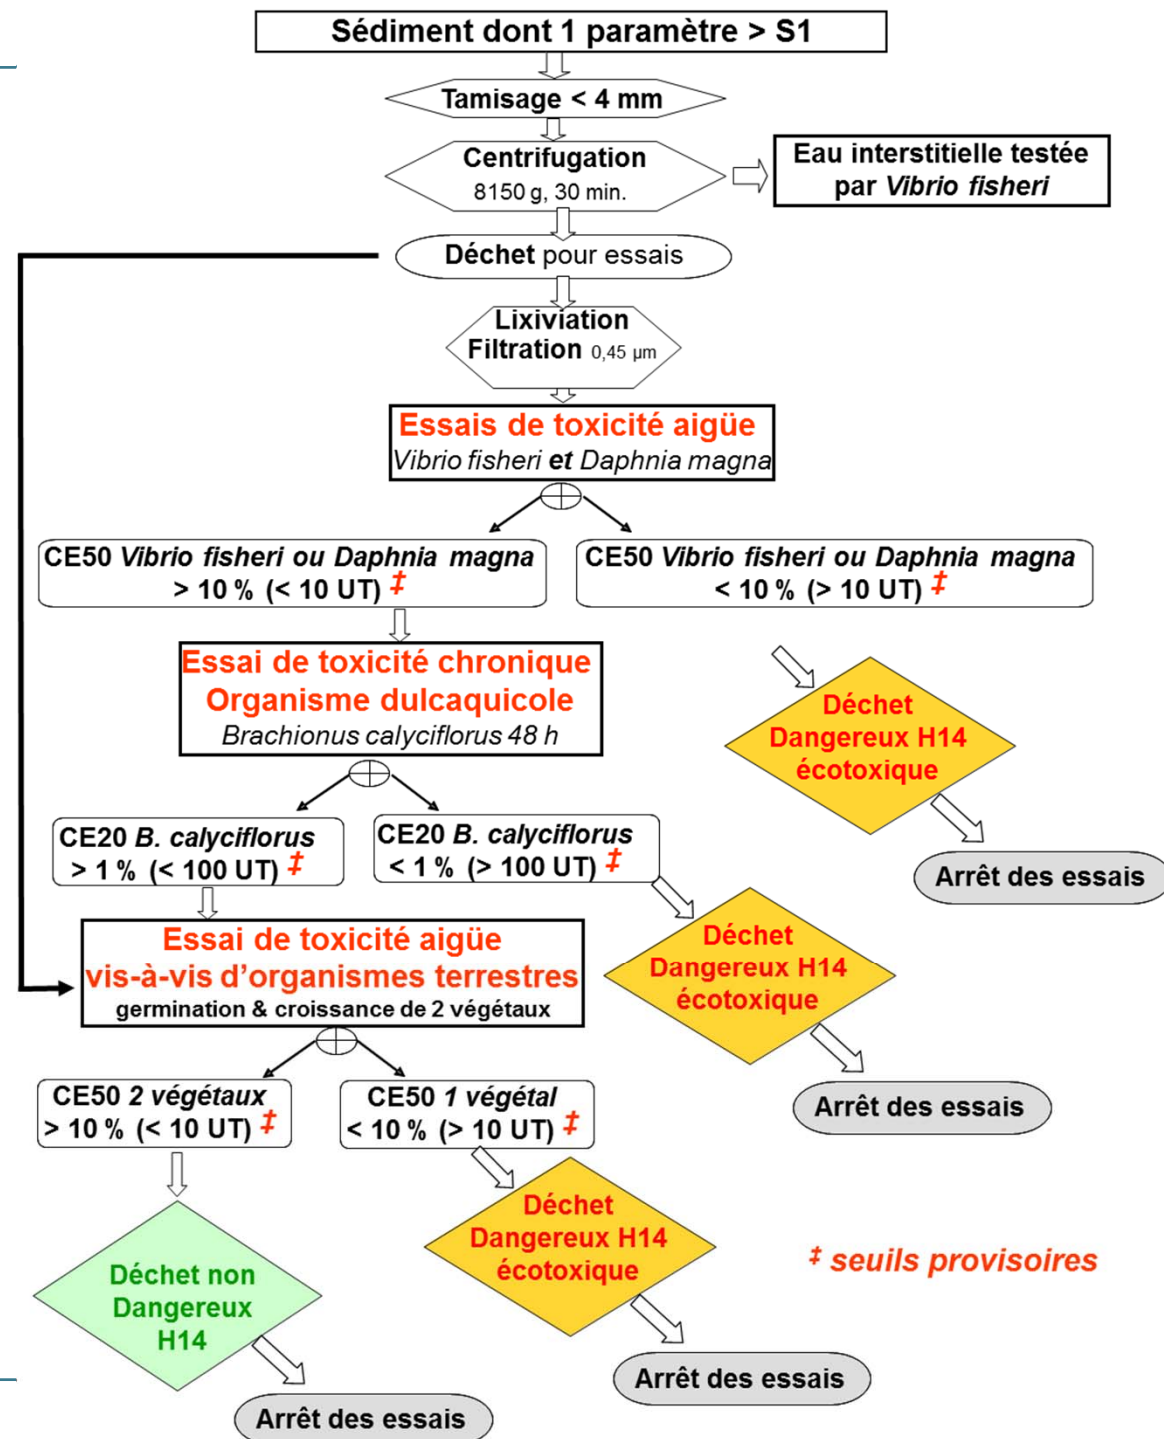 Sédiment dont 1 paramètre > S1
Tamisage < 4 mm
Centrifugation
8150 g, 30 min.
Eau interstitielle testée
par Vibrio fisheri
Déchet pour essais
Lixiviation
Filtration 0,45 µm
Essais de toxicité aigüe
Vibrio fisheri et Daphnia magna
CE50 Vibrio fisheri ou Daphnia magna
> 10 % (< 10 UT) ‡
CE50 Vibrio fisheri ou Daphnia magna
< 10 % (> 10 UT) ‡
Essai de toxicité chronique
Organisme dulcaquicole
Brachionus calyciflorus 48 h
Déchet
Dangereux H14
écotoxique
Arrêt des essais
CE20 B. calyciflorus
> 1 % (< 100 UT) ‡
CE20 B. calyciflorus
< 1 % (> 100 UT) ‡
Déchet
Dangereux H14
écotoxique
Arrêt des essais
Essai de toxicité aigüe
vis-à-vis d'organismes terrestres
germination & croissance de 2 végétaux
CE50 2 végétaux
> 10 % (< 10 UT) ‡
CE50 1 végétal
< 10 % (> 10 UT) ‡
Déchet
Dangereux H14
écotoxique
Arrêt des essais
Déchet non
Dangereux
H14
Arrêt des essais
‡ seuils provisoires